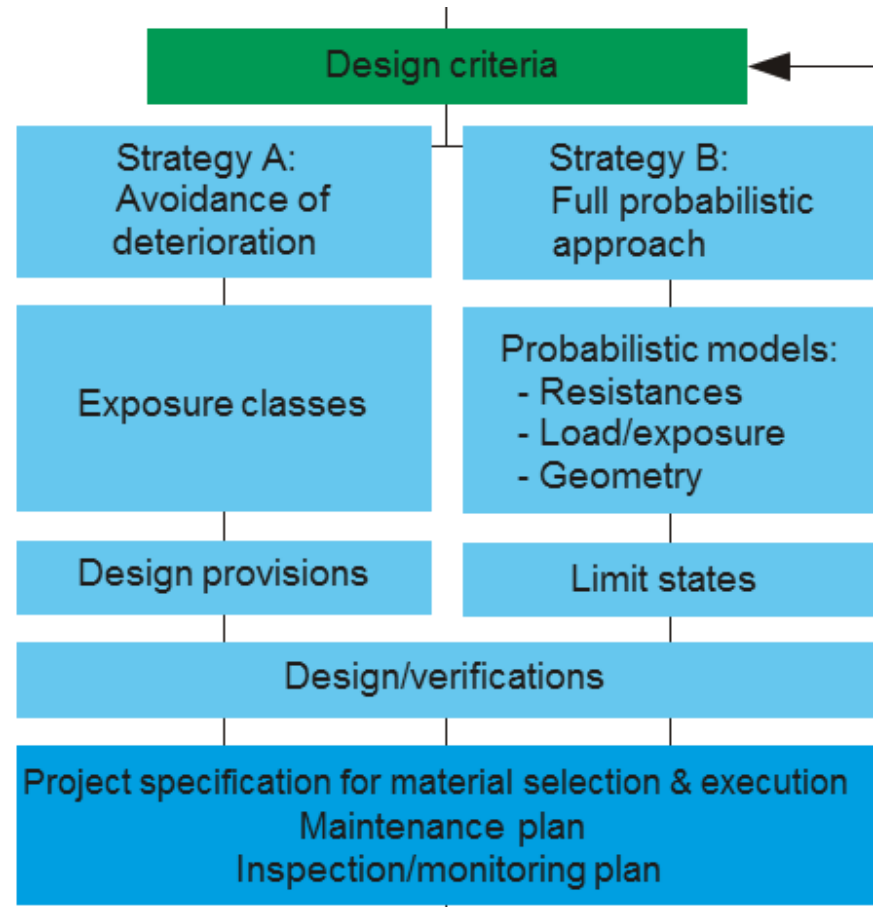 Design criteria
Strategy A:
Avoidance of
deterioration
Strategy B:
Full probabilistic
approach
Exposure classes
Probabilistic models:
- Resistances
- Load/exposure
- Geometry
Design provisions
Limit states
Design/verifications
Project specification for material selection & execution
Maintenance plan
Inspection/monitoring plan